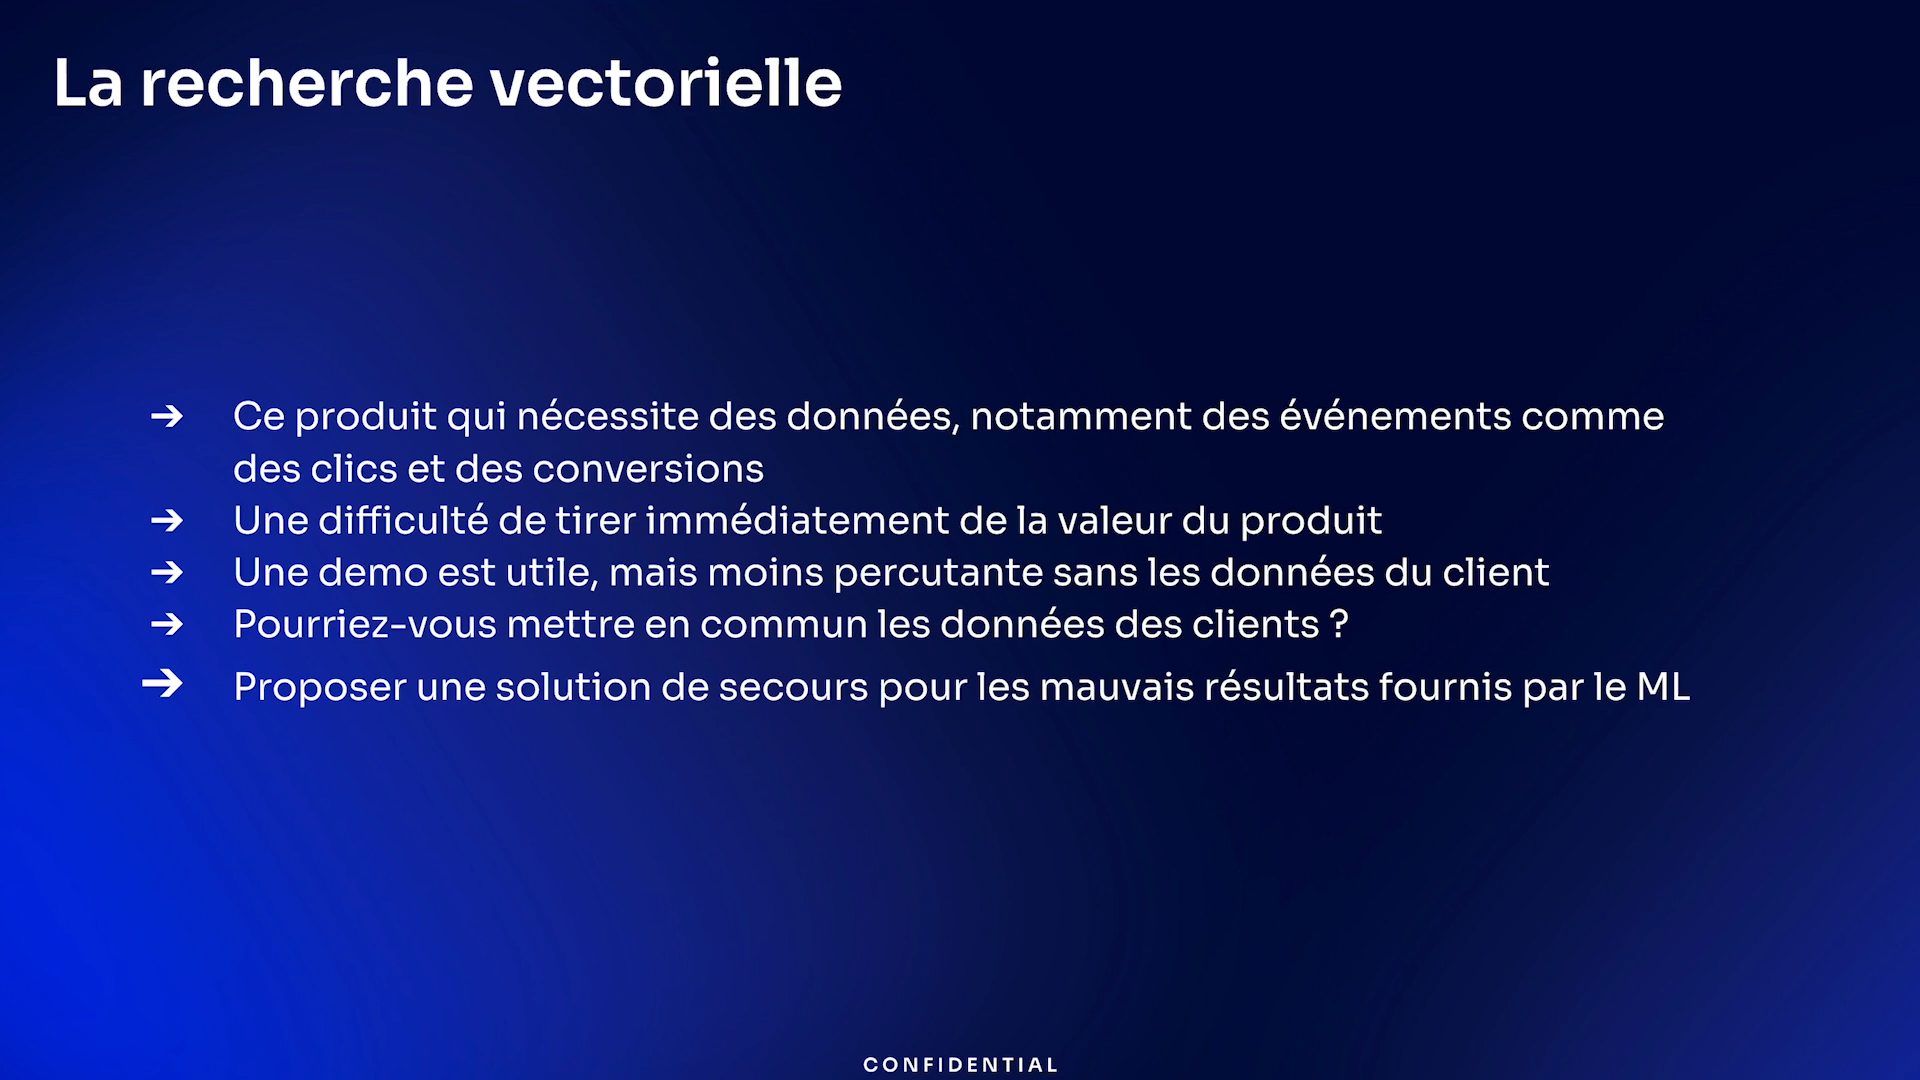 La recherche vectorielle
➔ Ce produit qui nécessite des données, notamment des événements comme
des clics et des conversions
➔ Une difficulté de tirer immédiatement de la valeur du produit
➔ Une demo est utile, mais moins percutante sans les données du client
➔ Pourriez-vous mettre en commun les données des clients ?
➔ Proposer une solution de secours pour les mauvais résultats fournis par le ML
CONFIDENTIAL